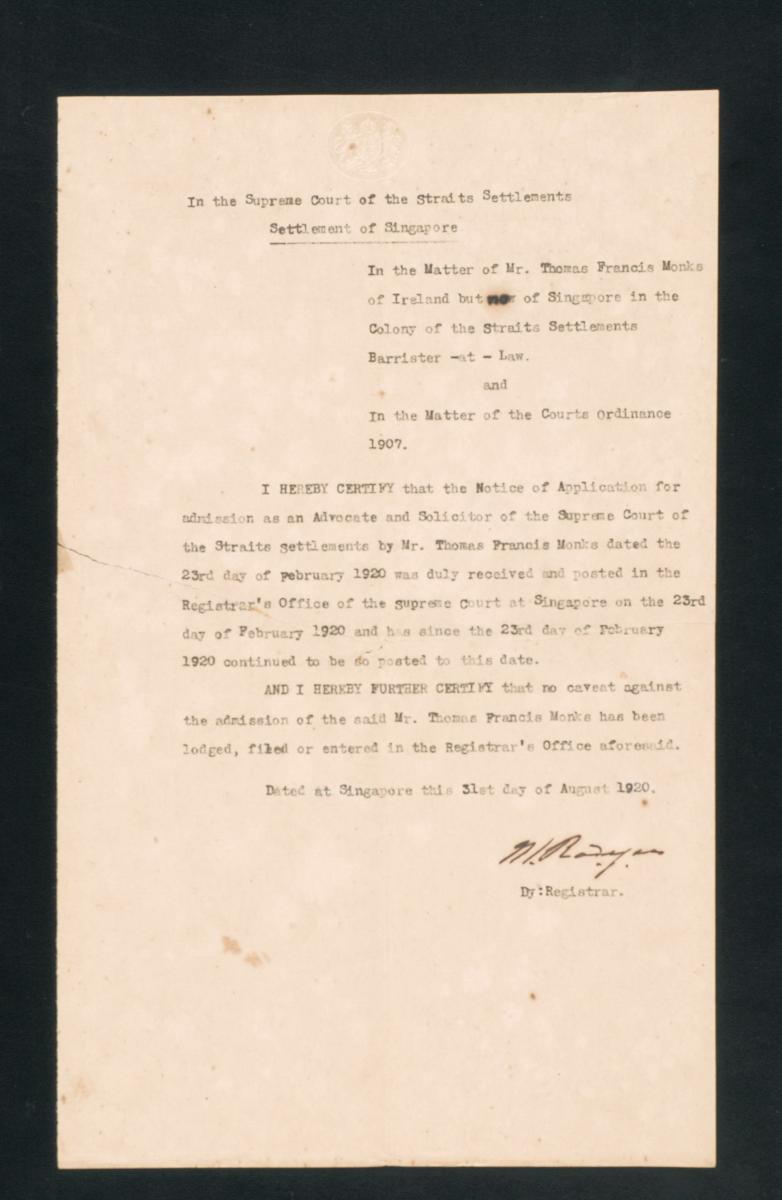 In the Supreme Court of the Straits Settlements
Settlement of Singapore
In the Matter of Mr. Thomas Francis Monks
of Ireland but now of Singapore in the
Colony of the Straits Settlements
Barrister -at - Law.
and
In the Matter of the Courts Ordinance
1907.
I HEREBY CERTIFY that the Notice of Application for
admission as an Advocate and Solicitor of the Supreme Court of
the Straits settlements by Mr. Thomas Francis Monks dated the
23rd day of February 1920 was duly received and posted in the
Registrar's Office of the supreme Court at Singapore on the 23rd
day of February 1920 and has since the 23rd day of February
1920 continued to be so posted to this date.
AND I HEREBY FURTHER CERTIFY that no caveat against
the admission of the said Mr. Thomas Francis Monks has been
lodged, filed or entered in the Registrar's Office aforesaid.
Dated at Singapore this 31st day of August 1920.
Dy:Registrar.